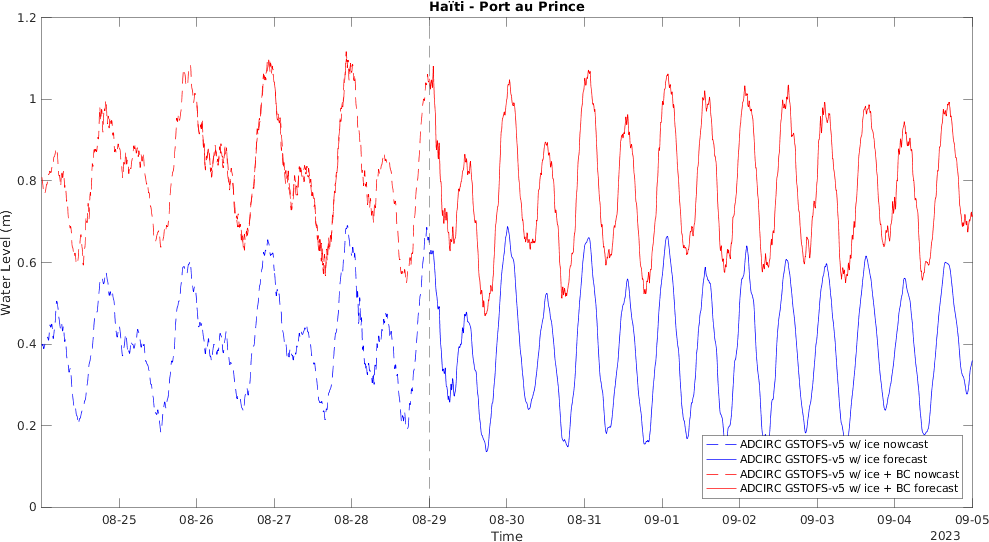 Haïti - Port au Prince
1.2
1
0.8
0.6
0.4
0.2
0
Water Level (m)
08-25 08-26 08-27 08-28 08-29 08-30 08-31 09-01 09-02 09-03 09-04 09-05
Time
2023
ADCIRC GSTOFS-v5 w/ ice nowcast
ADCIRC GSTOFS-v5 w/ ice forecast
ADCIRC GSTOFS-v5 w/ ice + BC nowcast
ADCIRC GSTOFS-v5 w/ ice + BC forecast